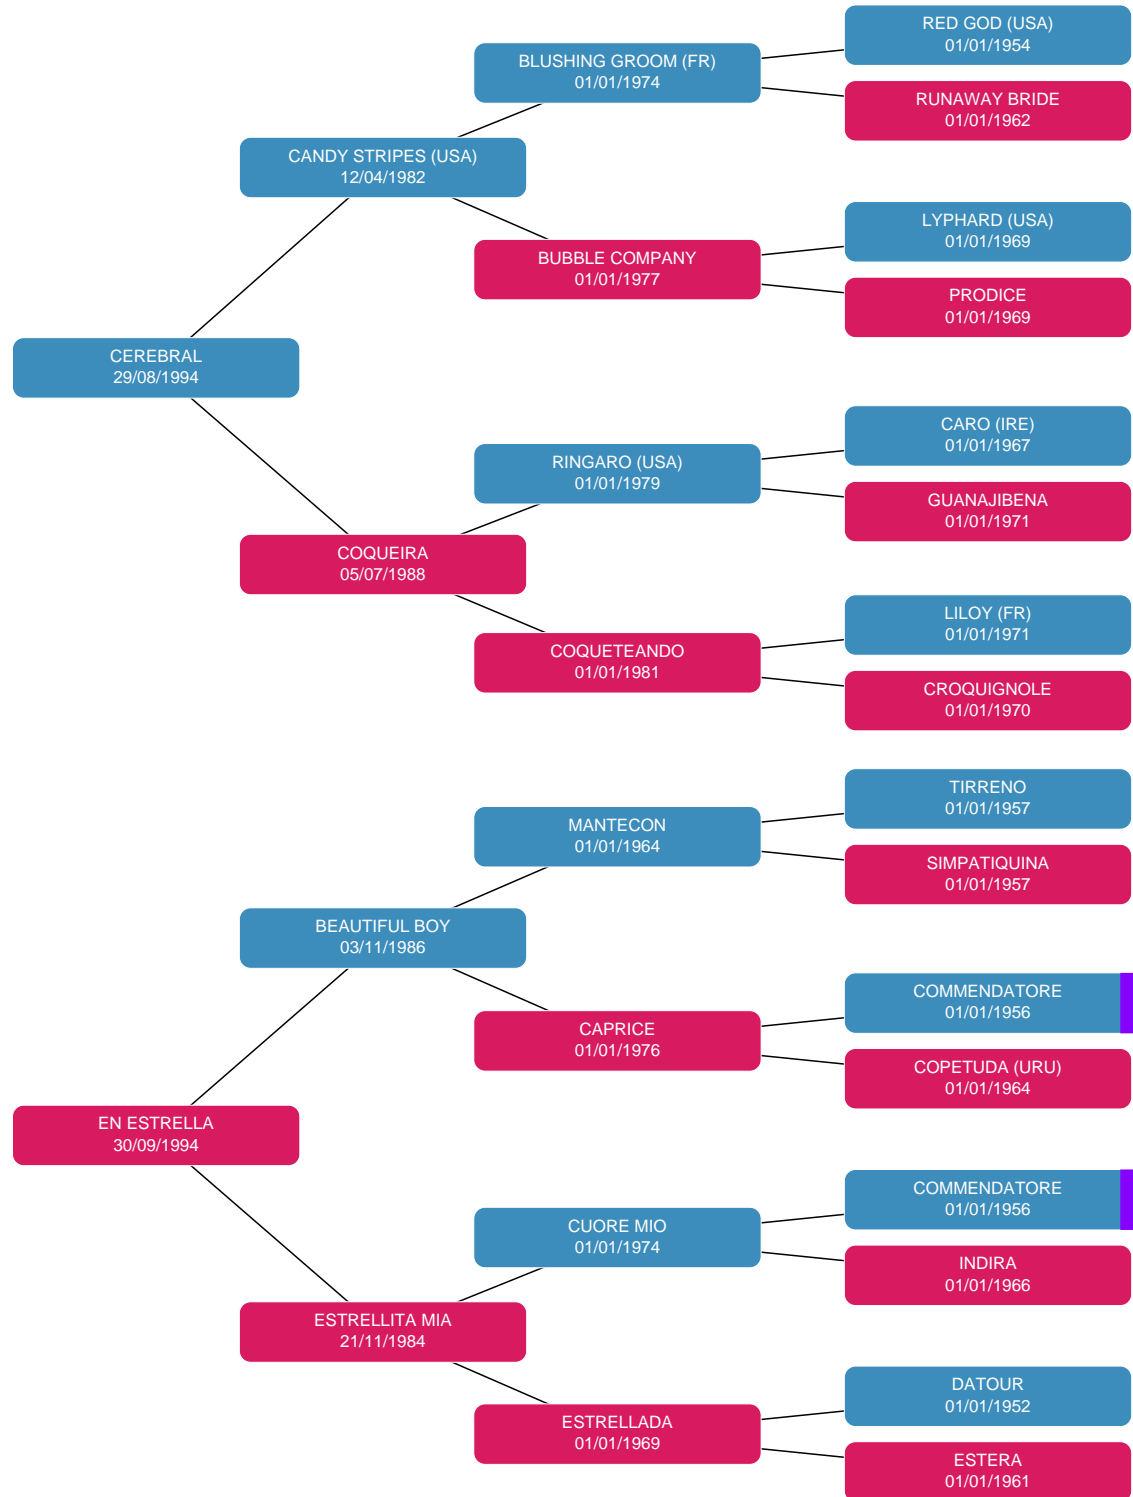 RED GOD (USA)
01/01/1954
BLUSHING GROOM (FR)
01/01/1974
RUNAWAY BRIDE
01/01/1962
CANDY STRIPES (USA)
12/04/1982
LYPHARD (USA)
01/01/1969
BUBBLE COMPANY
01/01/1977
PRODICE
01/01/1969
CEREBRAL
29/08/1994
CARO (IRE)
01/01/1967
RINGARO (USA)
01/01/1979
GUANAJIBENA
01/01/1971
COQUEIRA
05/07/1988
LILOY (FR)
01/01/1971
COQUETEANDO
01/01/1981
CROQUIGNOLE
01/01/1970
TIRRENO
01/01/1957
MANTECON
01/01/1964
SIMPATIQUINA
01/01/1957
BEAUTIFUL BOY
03/11/1986
COMMENDATORE
01/01/1956
CAPRICE
01/01/1976
COPETUDA (URU)
01/01/1964
EN ESTRELLA
30/09/1994
COMMENDATORE
01/01/1956
CUORE MIO
01/01/1974
INDIRA
01/01/1966
ESTRELLITA MIA
21/11/1984
DATOUR
01/01/1952
ESTRELLADA
01/01/1969
ESTERA
01/01/1961